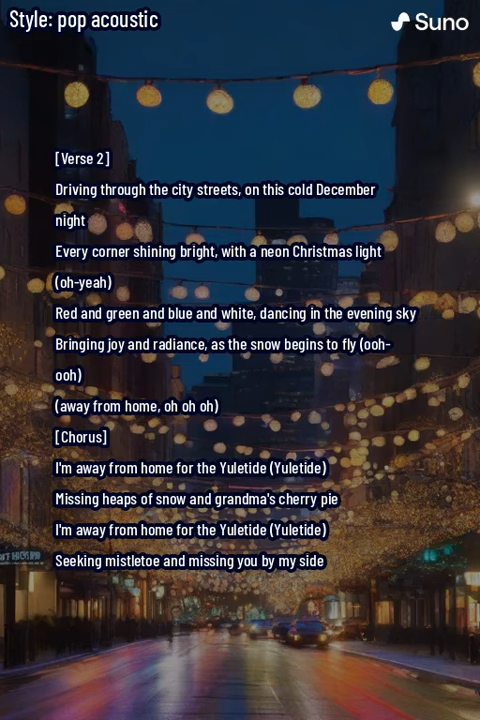 Style: pop acoustic
Suno
[Verse 2]
Driving through the city streets, on this cold December
night
Every corner shining bright, with a neon Christmas light
(oh-yeah)
Red and green and blue and white, dancing in the evening sky
Bringing joy and radiance, as the snow begins to fly (ooh-
ooh)
(away from home, oh oh oh)
[Chorus]
I'm away from home for the Yuletide (Yuletide)
Missing heaps of snow and grandma's cherry pie
I'm away from home for the Yuletide (Yuletide)
Seeking mistletoe and missing you by my side